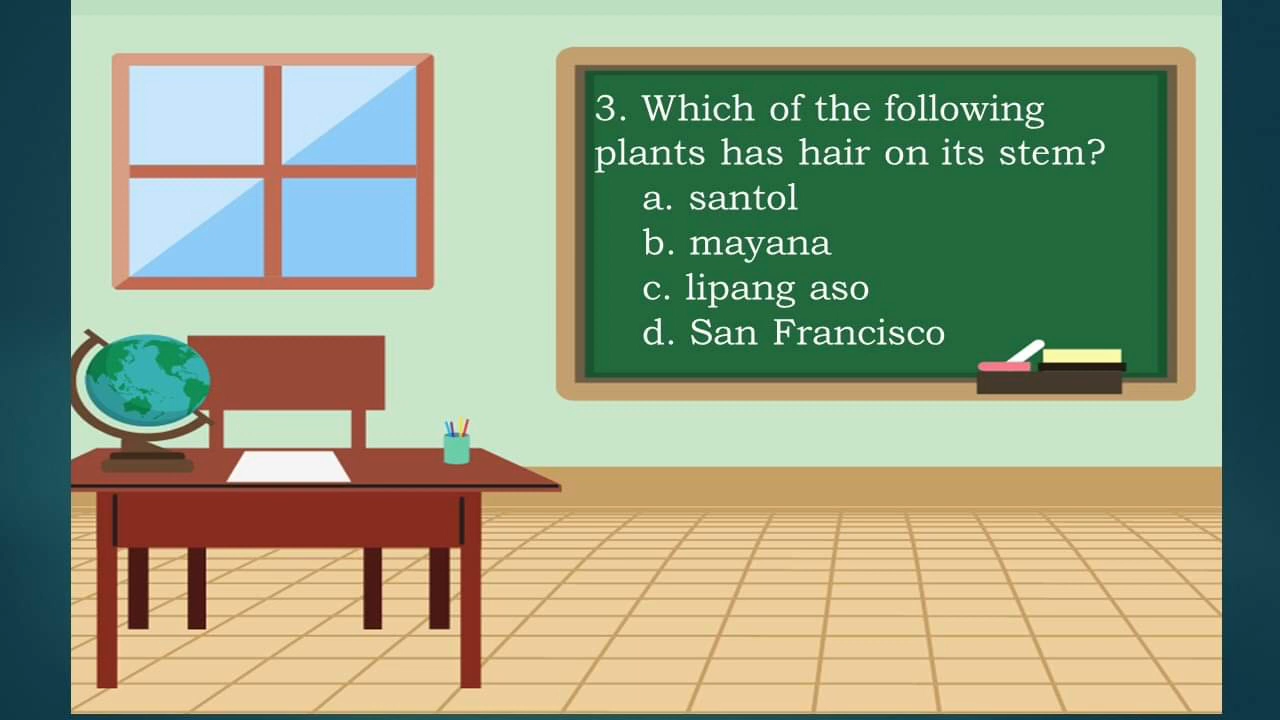 3. Which of the following
plants has hair on its stem?
a. santol
b. mayana
c. lipang aso
d. San Francisco